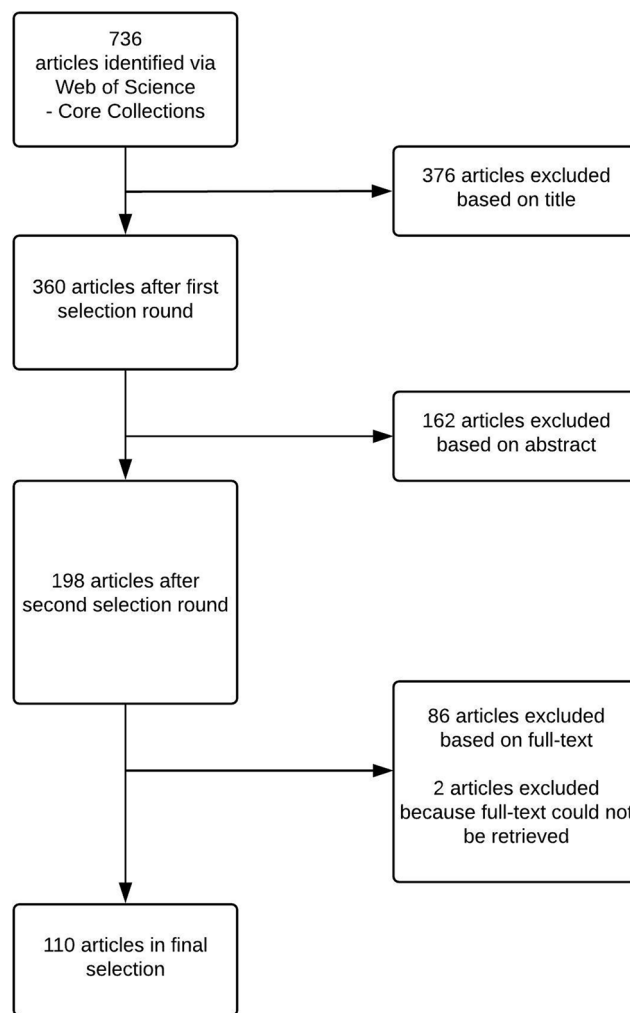 736
articles identified via
Web of Science
- Core Collections
376 articles excluded
based on title
360 articles after first
selection round
162 articles excluded
based on abstract
198 articles after
second selection round
86 articles excluded
based on full-text
2 articles excluded
because full-text could not
be retrieved
110 articles in final
selection